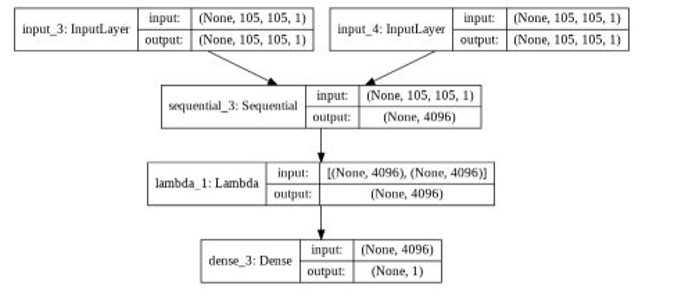 input_3: InputLayer
input: (None, 105, 105, 1)
output: (None, 105, 105, 1)
input_4: InputLayer
input: (None, 105, 105, 1)
output: (None, 105, 105, 1)
sequential_3: Sequential
input: (None, 105, 105, 1)
output: (None, 4096)
lambda_1: Lambda
input: [(None, 4096), (None, 4096)]
output: (None, 4096)
dense_3: Dense
input: (None, 4096)
output: (None, 1)